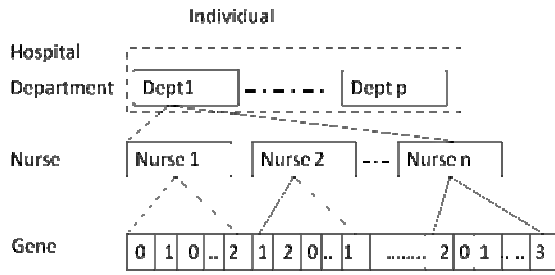 Individual
Hospital
Department Dept1 Dept p
Nurse Nurse 1 Nurse 2 Nurse n
Gene 0 1 0 .. 2 1 2 0 .. 1 ......... 2 0 1 .. .. 3